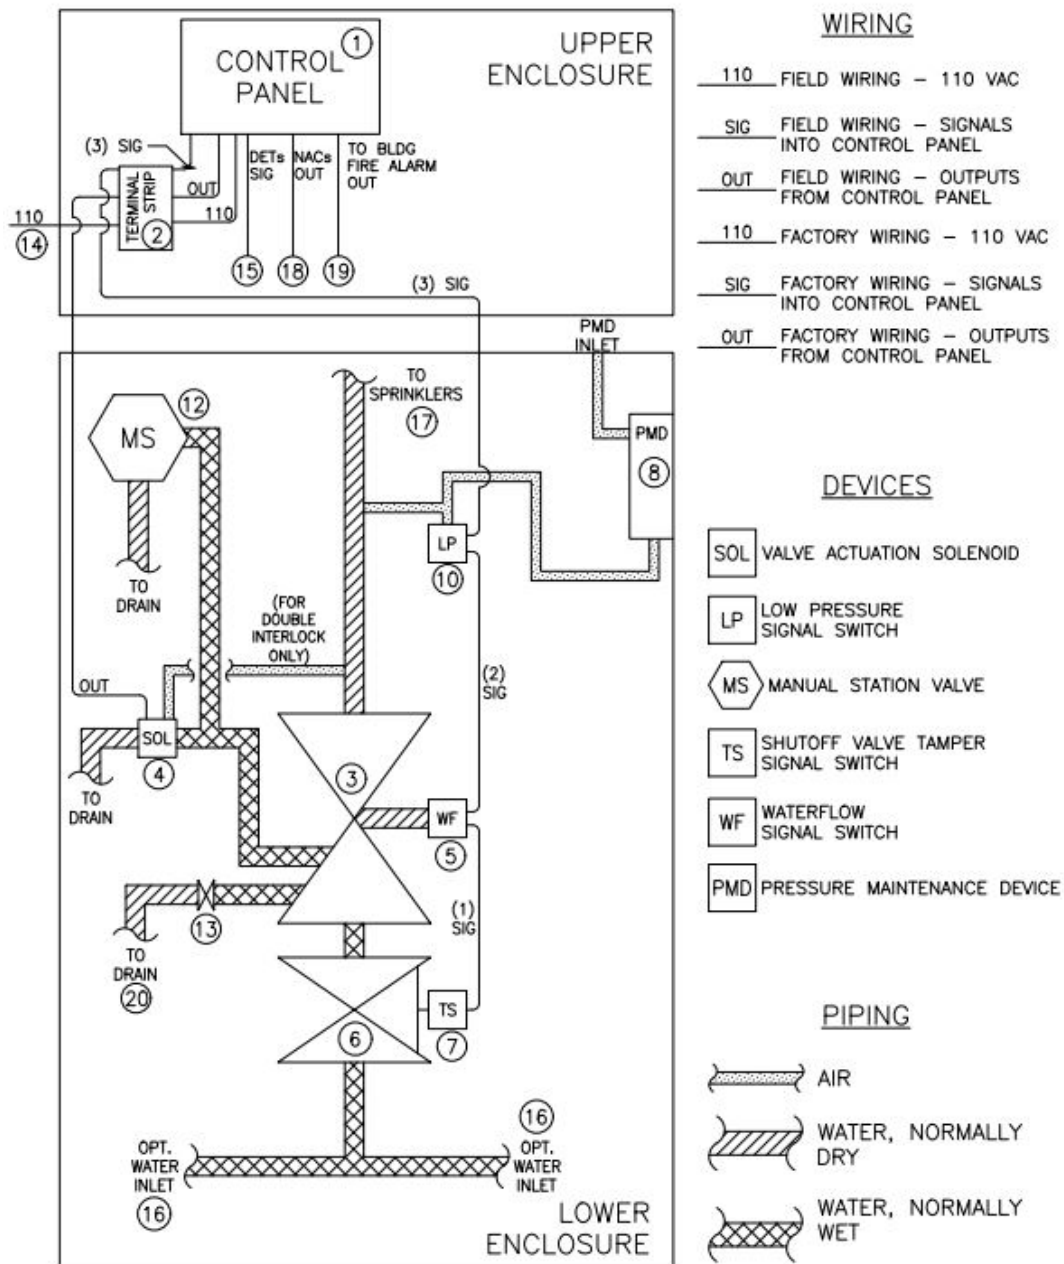 UPPER
ENCLOSURE
1
CONTROL
PANEL
(3) SIG
TERMINAL
STRIP
2
OUT
110
110
14
DETs
SIG
NACs
OUT
TO BLDG
FIRE ALARM
OUT
15
18
19
(3) SIG
PMD
INLET
TO
SPRINKLERS
17
12
MS
TO
DRAIN
PMD
8
LP
10
(FOR
DOUBLE
INTERLOCK
ONLY)
(2)
SIG
OUT
SOL
4
TO
DRAIN
3
WF
5
13
TO
DRAIN
20
(1)
SIG
TS
7
6
16
OPT.
WATER
INLET
OPT.
WATER
INLET
16
LOWER
ENCLOSURE
WIRING
110 FIELD WIRING – 110 VAC
SIG FIELD WIRING – SIGNALS
INTO CONTROL PANEL
OUT FIELD WIRING – OUTPUTS
FROM CONTROL PANEL
110 FACTORY WIRING – 110 VAC
SIG FACTORY WIRING – SIGNALS
INTO CONTROL PANEL
OUT FACTORY WIRING – OUTPUTS
FROM CONTROL PANEL
DEVICES
SOL VALVE ACTUATION SOLENOID
LP LOW PRESSURE
SIGNAL SWITCH
MS MANUAL STATION VALVE
TS SHUTOFF VALVE TAMPER
SIGNAL SWITCH
WF WATERFLOW
SIGNAL SWITCH
PMD PRESSURE MAINTENANCE DEVICE
PIPING
AIR
WATER, NORMALLY
DRY
WATER, NORMALLY
WET